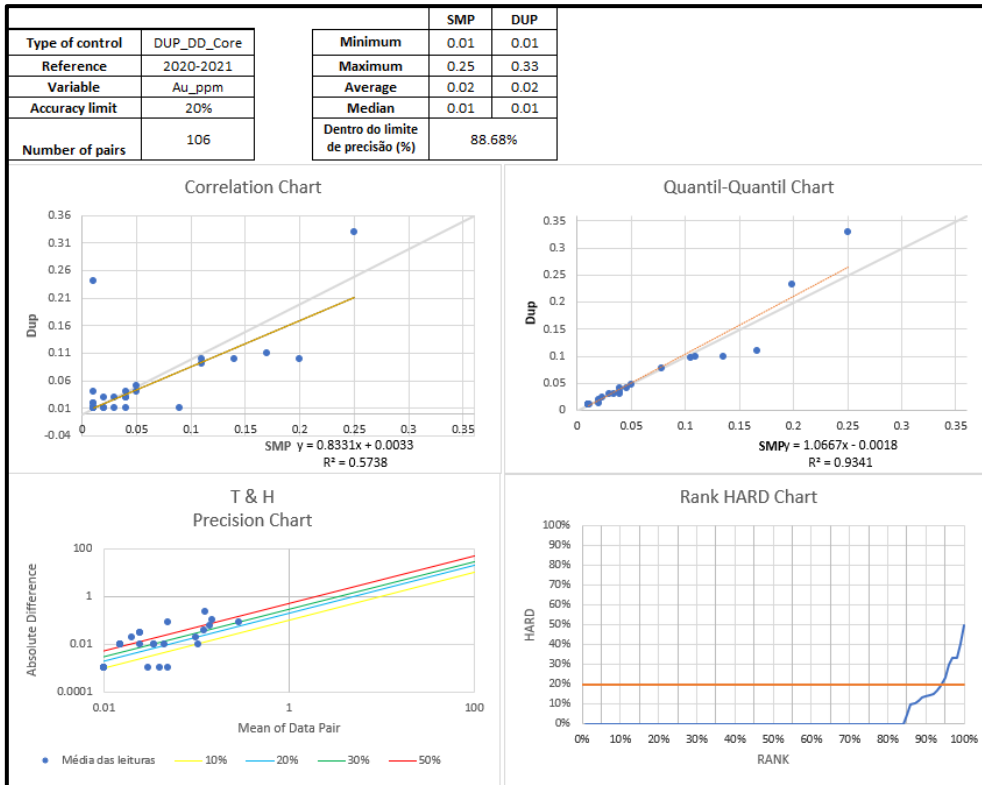 SMP DUP
Type of control DUP_DD_Core
Reference 2020-2021
Variable Au_ppm
Accuracy limit 20%
Number of pairs 106
Minimum 0.01 0.01
Maximum 0.25 0.33
Average 0.02 0.02
Median 0.01 0.01
Dentro do limite
de precisão (%) 88.68%
Correlation Chart
Dup
0.36
0.31
0.26
0.21
0.16
0.11
0.06
0.01
-0.04
0 0.05 0.1 0.15 0.2 0.25 0.3 0.35
SMP y = 0.8331x + 0.0033
R² = 0.5738
Quantil-Quantil Chart
Dup
0.35
0.3
0.25
0.2
0.15
0.1
0.05
0
0 0.05 0.1 0.15 0.2 0.25 0.3 0.35
SMP y = 1.0667x - 0.0018
R² = 0.9341
T & H
Precision Chart
Absolute Difference
100
1
0.01
0.0001
0.01 1 100
Mean of Data Pair
Média das leituras 10% 20% 30% 50%
Rank HARD Chart
HARD
100%
90%
80%
70%
60%
50%
40%
30%
20%
10%
0%
0% 10% 20% 30% 40% 50% 60% 70% 80% 90% 100%
RANK